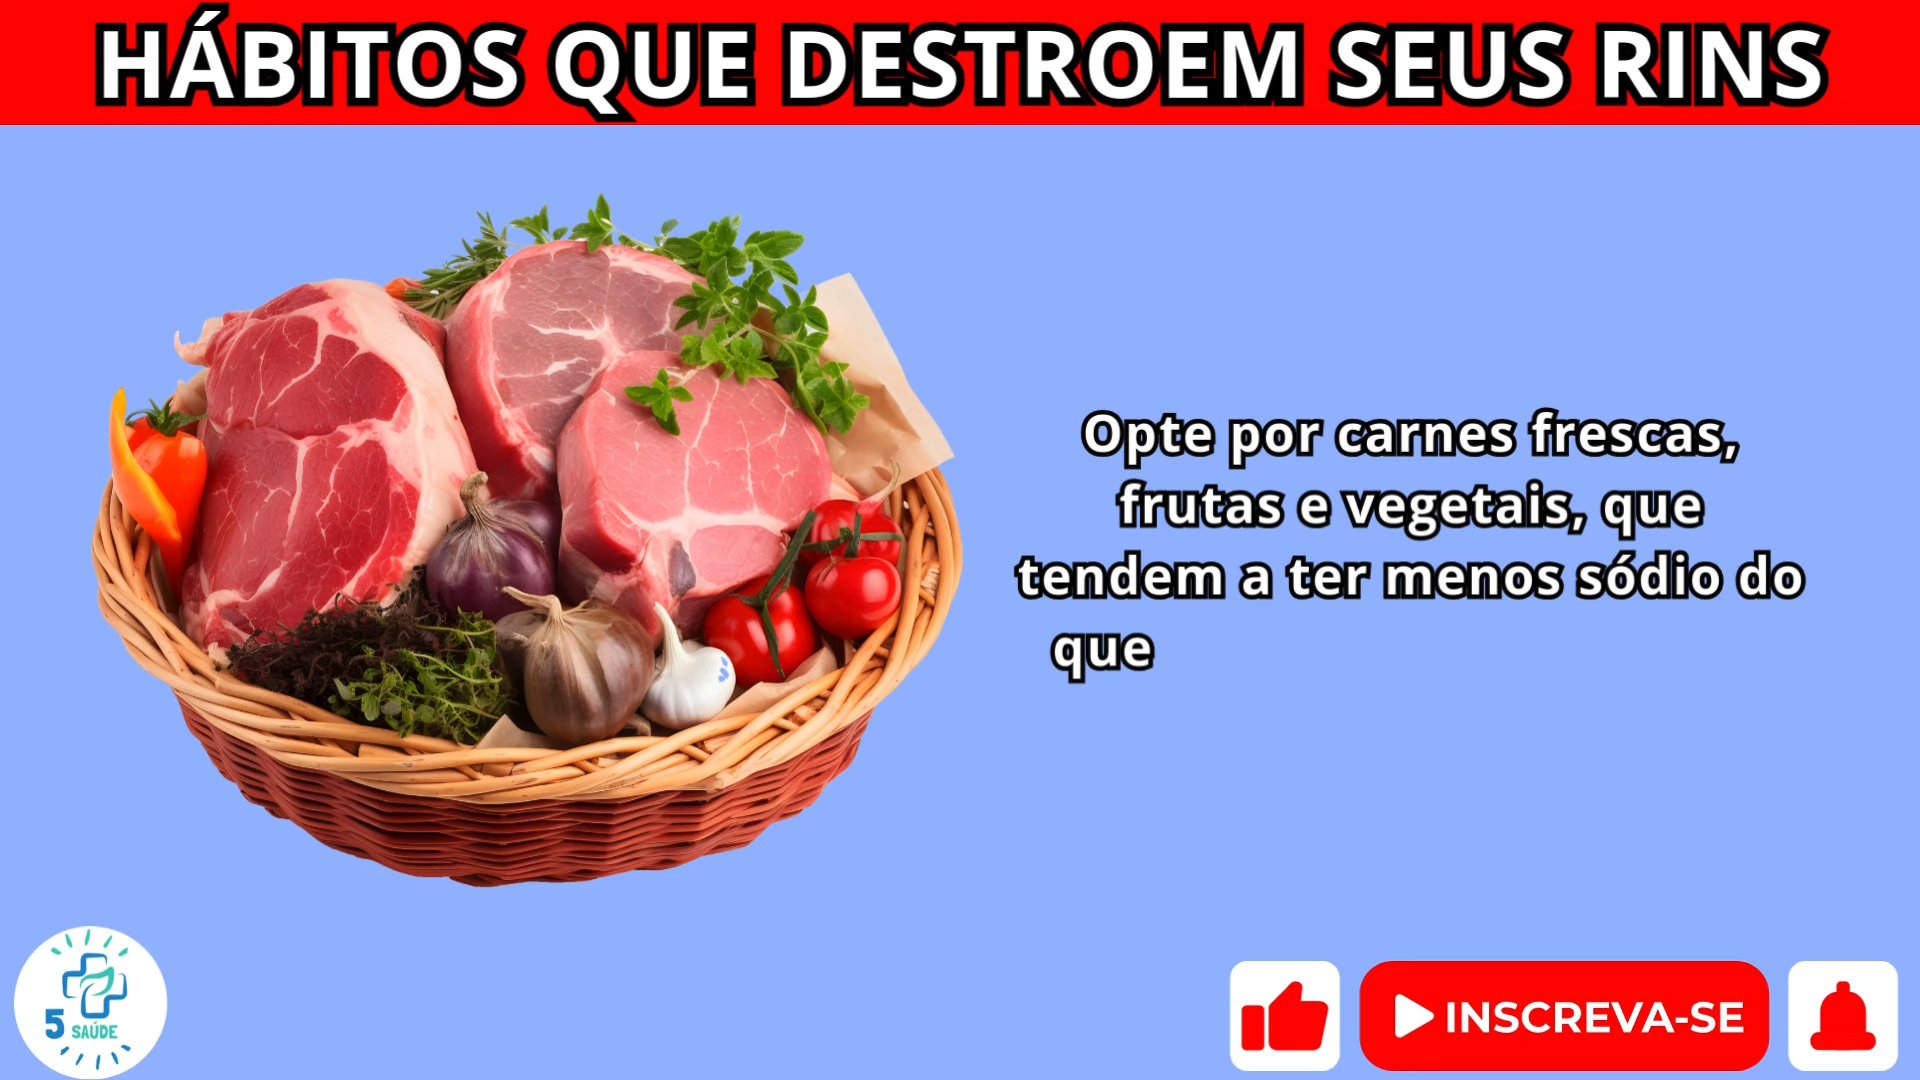 HÁBITOS QUE DESTROEM SEUS RINS
Opte por carnes frescas,
frutas e vegetais, que
tendem a ter menos sódio do
que
5 SAÚDE
INSCREVA-SE